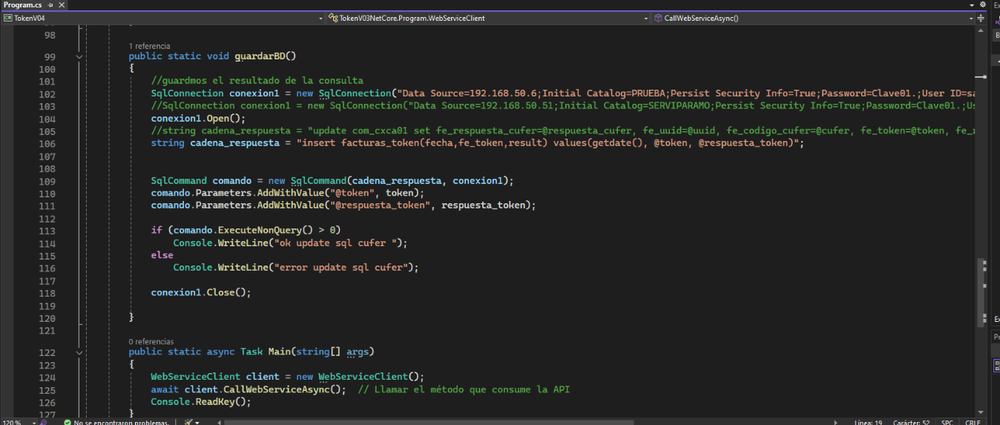 Program.cs
TokenV04 TokenV03NetCore.Program.WebServiceClient CallWebServiceAsync()
98
1 referencia
99 public static void guardarBD()
100 {
101 //guardmos el resultado de la consulta
102 SqlConnection conexion1 = new SqlConnection("Data Source=192.168.50.6;Initial Catalog=PRUEBA;Persist Security Info=True;Password=Clave01.;User ID=sa
103 //SqlConnection conexion1 = new SqlConnection("Data Source=192.168.50.51;Initial Catalog=SERVIPARAMO;Persist Security Info=True;Password=Clave01.;Us
104 conexion1.Open();
105 //string cadena_respuesta = "update com_cxca01 set fe_respuesta_cufer=@respuesta_cufer, fe_uuid=@uuid, fe_codigo_cufer=@cufer, fe_token=@token, fe_r
106 string cadena_respuesta = "insert facturas_token(fecha,fe_token,result) values(getdate(), @token, @respuesta_token)";
107
108
109 SqlCommand comando = new SqlCommand(cadena_respuesta, conexion1);
110 comando.Parameters.AddWithValue("@token", token);
111 comando.Parameters.AddWithValue("@respuesta_token", respuesta_token);
112
113 if (comando.ExecuteNonQuery() > 0)
114 Console.WriteLine("ok update sql cufer ");
115 else
116 Console.WriteLine("error update sql cufer");
117
118 conexion1.Close();
119
120 }
121
0 referencias
122 public static async Task Main(string[] args)
123 {
124 WebServiceClient client = new WebServiceClient();
125 await client.CallWebServiceAsync(); // Llamar el método que consume la API
126 Console.ReadKey();
127 }
120 % No se encontraron problemas. Línea: 19 Carácter: 52 SPC CRLF